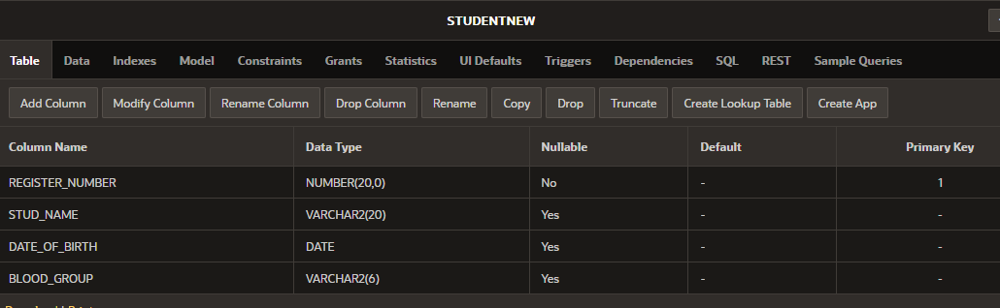 STUDENTNEW
Table Data Indexes Model Constraints Grants Statistics UI Defaults Triggers Dependencies SQL REST Sample Queries
Add Column Modify Column Rename Column Drop Column Rename Copy Drop Truncate Create Lookup Table Create App
Column Name Data Type Nullable Default Primary Key
REGISTER_NUMBER NUMBER(20,0) No - 1
STUD_NAME VARCHAR2(20) Yes - -
DATE_OF_BIRTH DATE Yes - -
BLOOD_GROUP VARCHAR2(6) Yes - -